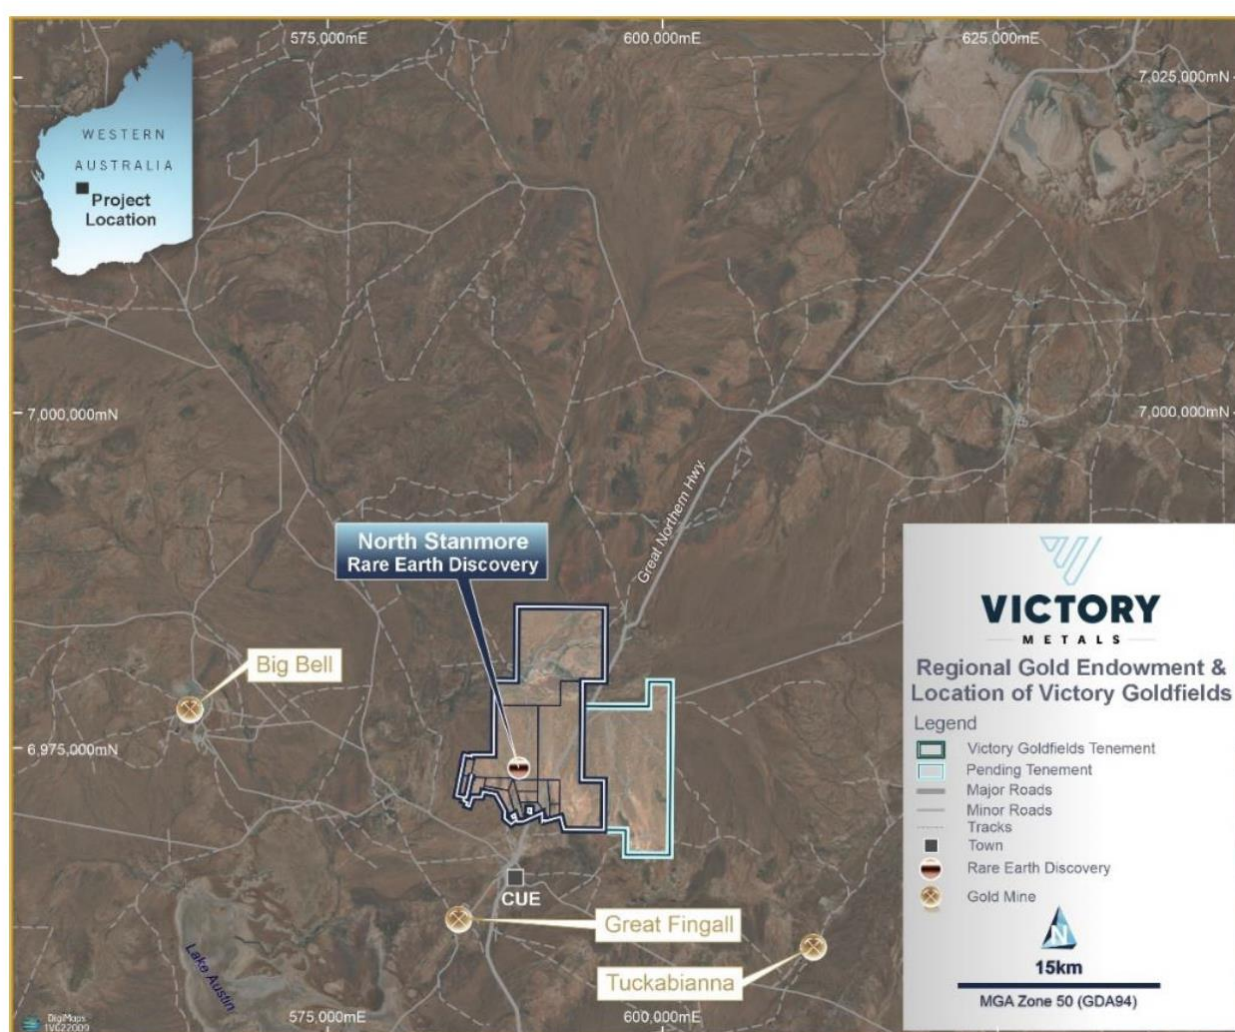 575,000mE
600,000mE
625,000mE
7,025,000mN
WESTERN
AUSTRALIA
Project
Location
7,000,000mN
7,000,000mN
Great Northern Hwy
North Stanmore
Rare Earth Discovery
Big Bell
6,975,000mN
CUE
Great Fingall
Tuckabianna
Lake Austin
VICTORY
METALS
Regional Gold Endowment &
Location of Victory Goldfields
Legend
Victory Goldfields Tenement
Pending Tenement
Major Roads
Minor Roads
Tracks
Town
Rare Earth Discovery
Gold Mine
N
15km
MGA Zone 50 (GDA94)
DigiMaps
1VG22009
575,000mE
600,000mE